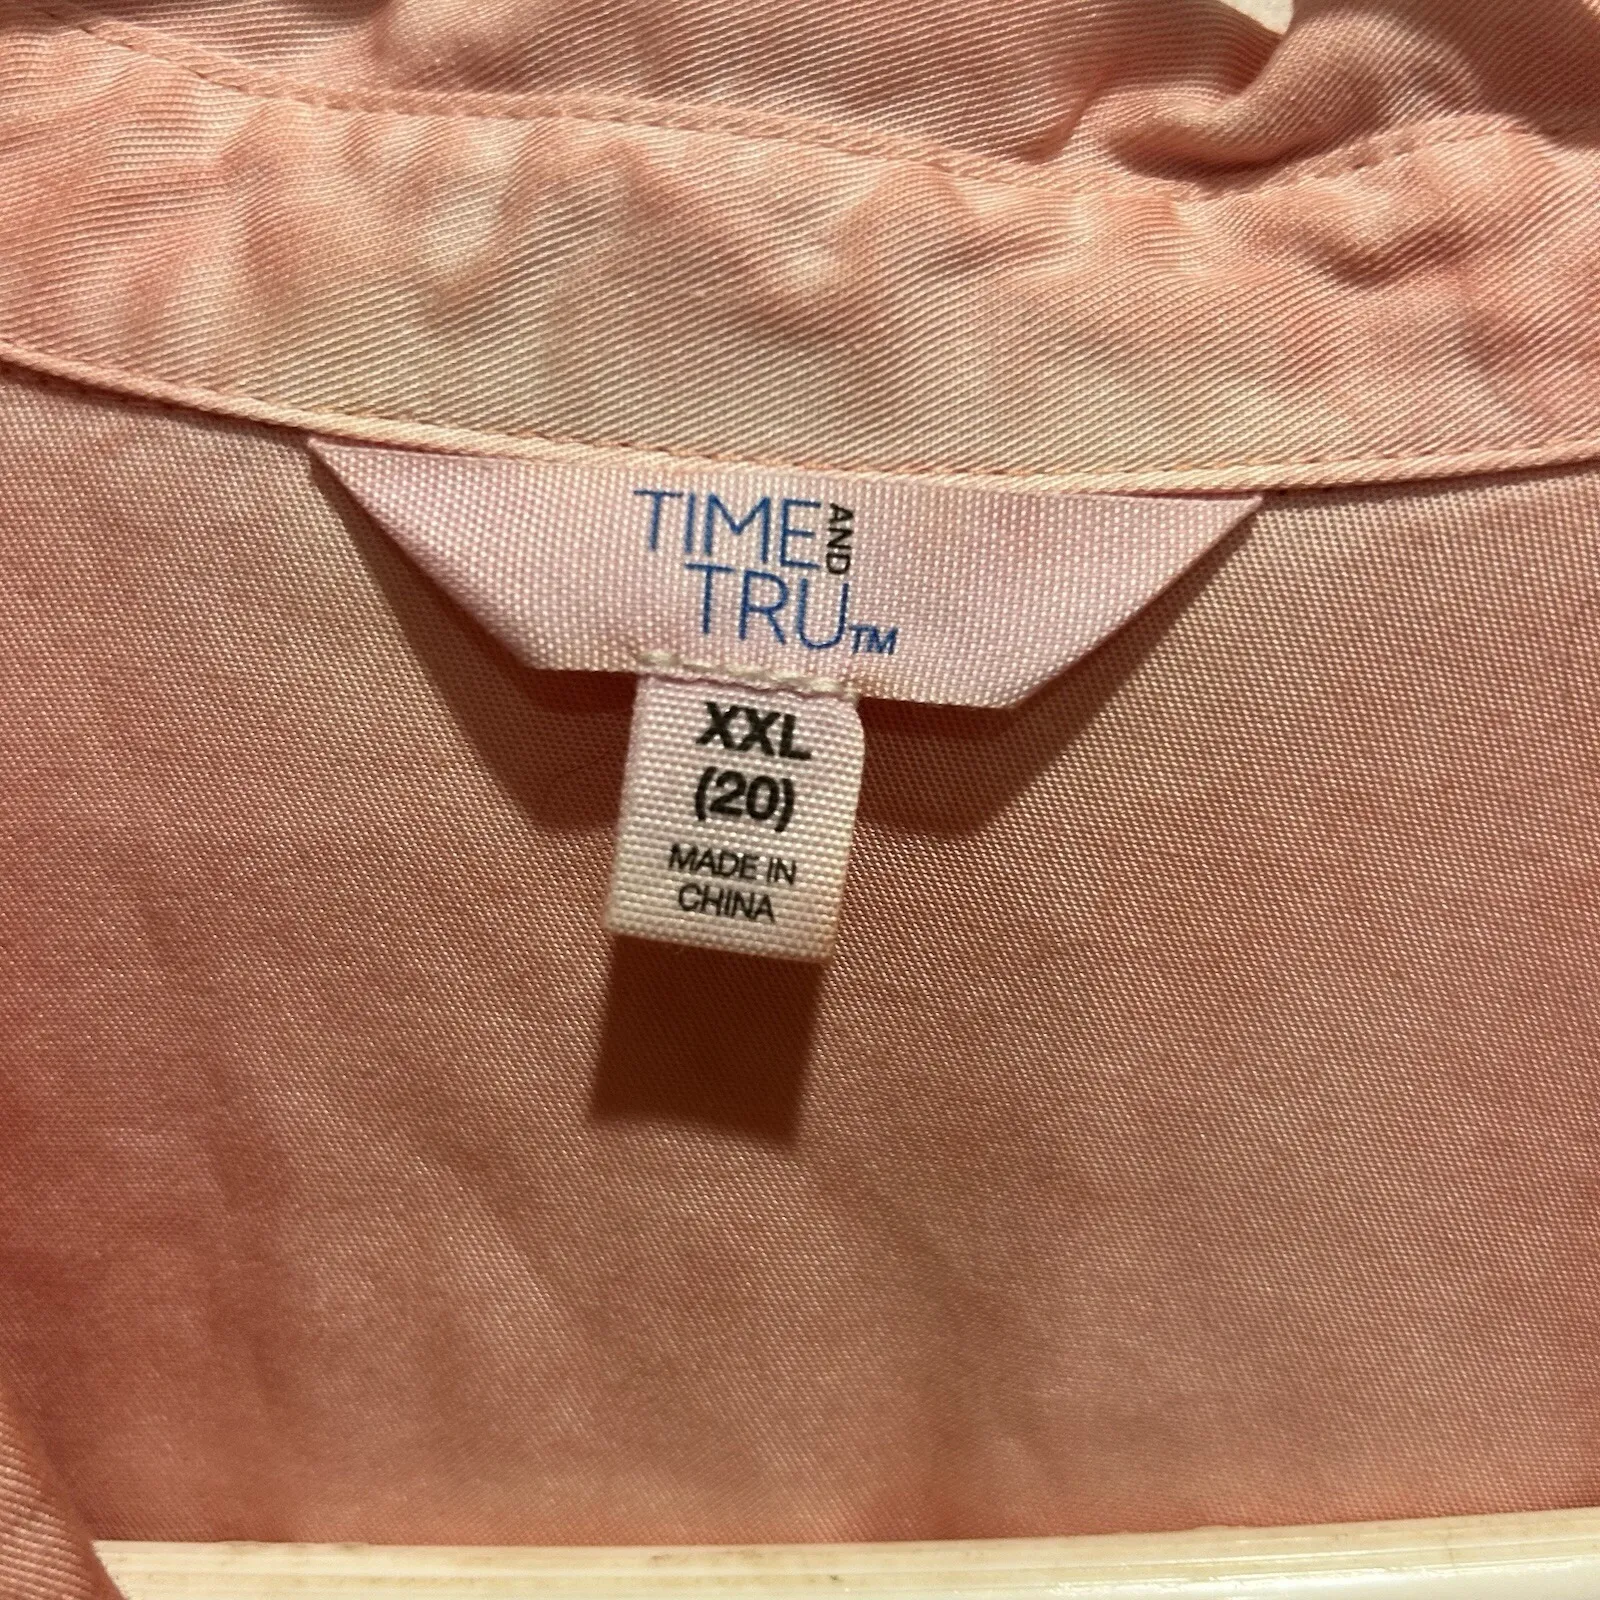 TIME AND
TRU™
XXL
(20)
MADE IN
CHINA